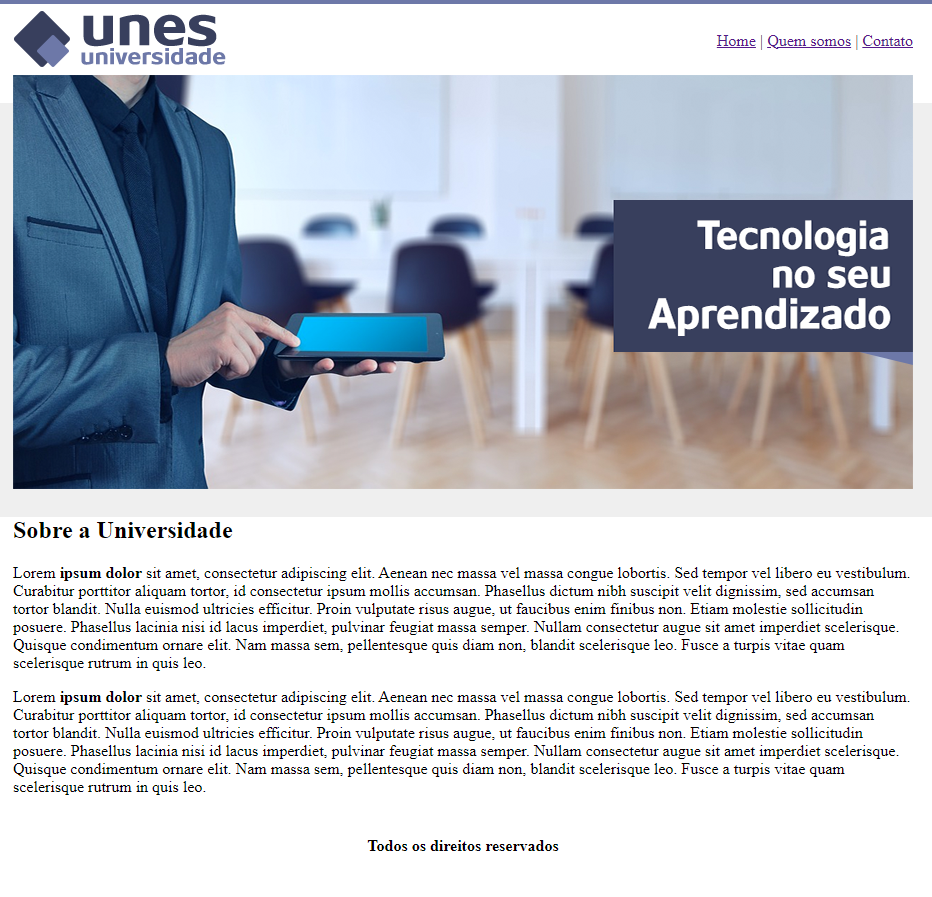 unes
universidade
Home | Quem somos | Contato
Tecnologia
no seu
Aprendizado
Sobre a Universidade
Lorem ipsum dolor sit amet, consectetur adipiscing elit. Aenean nec massa vel massa congue lobortis. Sed tempor vel libero eu vestibulum.
Curabitur porttitor aliquam tortor, id consectetur ipsum mollis accumsan. Phasellus dictum nibh suscipit velit dignissim, sed accumsan
tortor blandit. Nulla euismod ultricies efficitur. Proin vulputate risus augue, ut faucibus enim finibus non. Etiam molestie sollicitudin
posuere. Phasellus lacinia nisi id lacus imperdiet, pulvinar feugiat massa semper. Nullam consectetur augue sit amet imperdiet scelerisque.
Quisque condimentum ornare elit. Nam massa sem, pellentesque quis diam non, blandit scelerisque leo. Fusce a turpis vitae quam
scelerisque rutrum in quis leo.
Lorem ipsum dolor sit amet, consectetur adipiscing elit. Aenean nec massa vel massa congue lobortis. Sed tempor vel libero eu vestibulum.
Curabitur porttitor aliquam tortor, id consectetur ipsum mollis accumsan. Phasellus dictum nibh suscipit velit dignissim, sed accumsan
tortor blandit. Nulla euismod ultricies efficitur. Proin vulputate risus augue, ut faucibus enim finibus non. Etiam molestie sollicitudin
posuere. Phasellus lacinia nisi id lacus imperdiet, pulvinar feugiat massa semper. Nullam consectetur augue sit amet imperdiet scelerisque.
Quisque condimentum ornare elit. Nam massa sem, pellentesque quis diam non, blandit scelerisque leo. Fusce a turpis vitae quam
scelerisque rutrum in quis leo.
Todos os direitos reservados